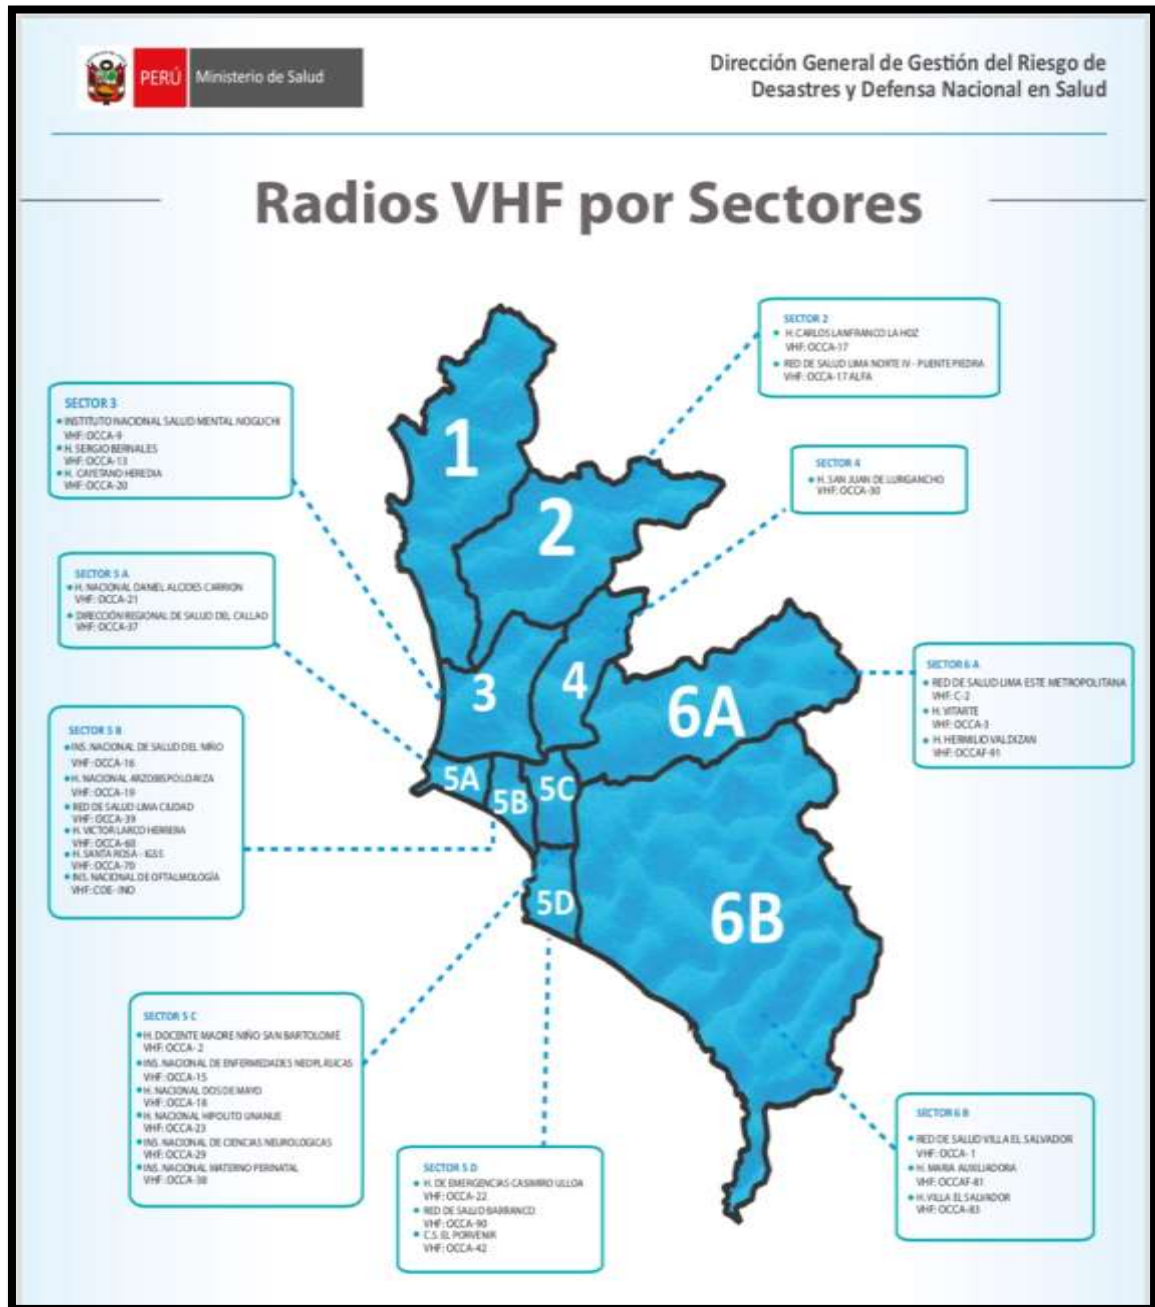 PERÚ Ministerio de Salud
Dirección General de Gestión del Riesgo de
Desastres y Defensa Nacional en Salud
Radios VHF por Sectores
SECTOR 2
H. CARLOS LANFRANCO LA HOZ
VHF: OCCA-17
RED DE SALUD LIMA NORTE IV - PUENTE PIEDRA
VHF: OCCA-17 ALFA
SECTOR 3
INSTITUTO NACIONAL SALUD MENTAL NOGUCHI
VHF: OCCA-9
H. SERGIO BERNALES
VHF: OCCA-13
H. CAYETANO HEREDIA
VHF: OCCA-20
SECTOR 4
H. SAN JUAN DE LURIGANCHO
VHF: OCCA-30
SECTOR 5 A
H. NACIONAL DANIEL ALCIDES CARRION
VHF: OCCA-21
DIRECCIÓN REGIONAL DE SALUD DEL CALLAO
VHF: OCCA-37
SECTOR 6 A
RED DE SALUD LIMA ESTE METROPOLITANA
VHF: C-2
H. VITARTE
VHF: OCCA-3
H. HERMILIO VALDIZAN
VHF: OCCAF-91
SECTOR 5 B
INS. NACIONAL DE SALUD DEL NIÑO
VHF: OCCA-16
H. NACIONAL ARZOBISPO LOAYZA
VHF: OCCA-19
RED DE SALUD LIMA CIUDAD
VHF: OCCA-39
H. VICTOR LARCO HERRERA
VHF: OCCA-60
H. SANTA ROSA - IGSS
VHF: OCCA-70
INS. NACIONAL DE OFTALMOLOGÍA
VHF: COE- INO
1
2
3
4
6A
5A
5B
5C
5D
6B
SECTOR 5 C
H. DOCENTE MADRE NIÑO SAN BARTOLOMÉ
VHF: OCCA- 2
INS. NACIONAL DE ENFERMEDADES NEOPLASICAS
VHF: OCCA-15
H. NACIONAL DOS DE MAYO
VHF: OCCA-18
H. NACIONAL HIPOLITO UNANUE
VHF: OCCA-23
INS. NACIONAL DE CIENCIAS NEUROLOGICAS
VHF: OCCA-29
INS. NACIONAL MATERNO PERINATAL
VHF: OCCA-38
SECTOR 5 D
H. DE EMERGENCIAS CASIMIRO ULLOA
VHF: OCCA-22
RED DE SALUD BARRANCO
VHF: OCCA-90
C.S. EL PORVENIR
VHF: OCCA-42
SECTOR 6 B
RED DE SALUD VILLA EL SALVADOR
VHF: OCCA- 1
H. MARIA AUXILIADORA
VHF: OCCAF-81
H. VILLA EL SALVADOR
VHF: OCCA-83